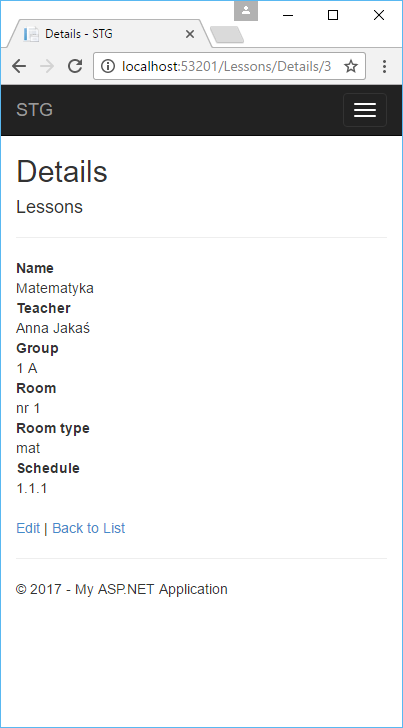 Details - STG
localhost:53201/Lessons/Details/3
STG
Details
Lessons
Name
Matematyka
Teacher
Anna Jakaś
Group
1 A
Room
nr 1
Room type
mat
Schedule
1.1.1
Edit | Back to List
© 2017 - My ASP.NET Application